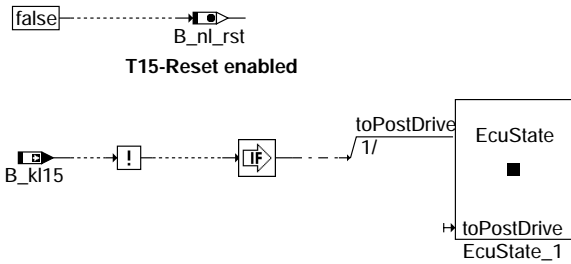 false
B_nl_rst
T15-Reset enabled
toPostDrive
1/
EcuState
B_kl15
!
IF
toPostDrive
EcuState_1